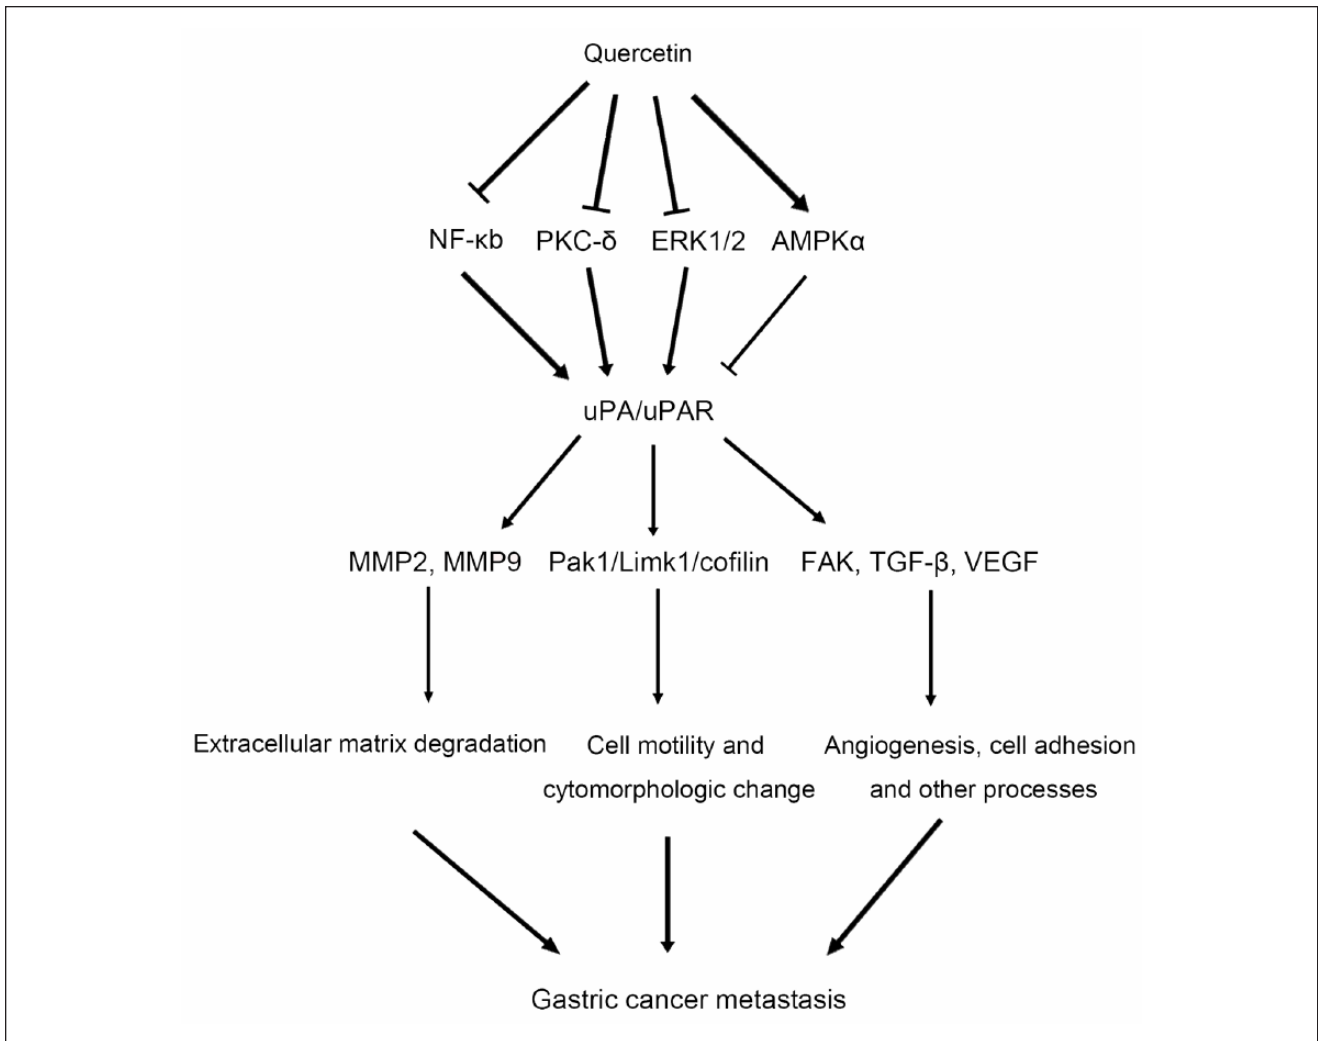 Quercetin
NF-κb PKC-δ ERK1/2 AMPKα
uPA/uPAR
MMP2, MMP9 Pak1/Limk1/cofilin FAK, TGF-β, VEGF
Extracellular matrix degradation
Cell motility and
cytomorphologic change
Angiogenesis, cell adhesion
and other processes
Gastric cancer metastasis